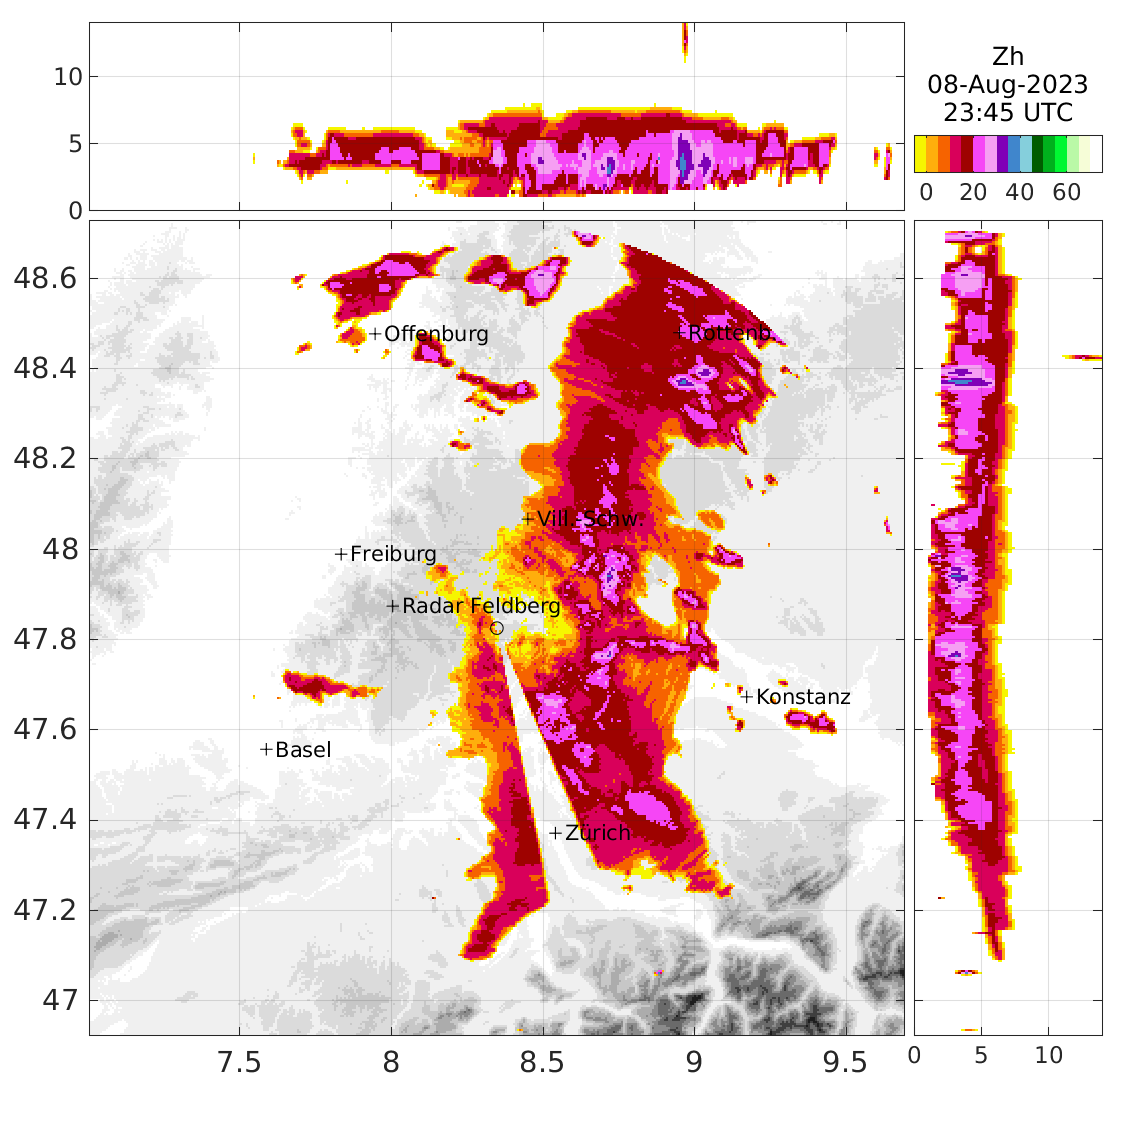 10
5
0
Zh
08-Aug-2023
23:45 UTC
0 20 40 60
48.6
48.4
48.2
48
47.8
47.6
47.4
47.2
47
+Offenburg
+Rottenb.
+Vill.-Schw.
+Freiburg
+Radar Feldberg
+Konstanz
+Basel
+Zürich
7.5 8 8.5 9 9.5
0 5 10